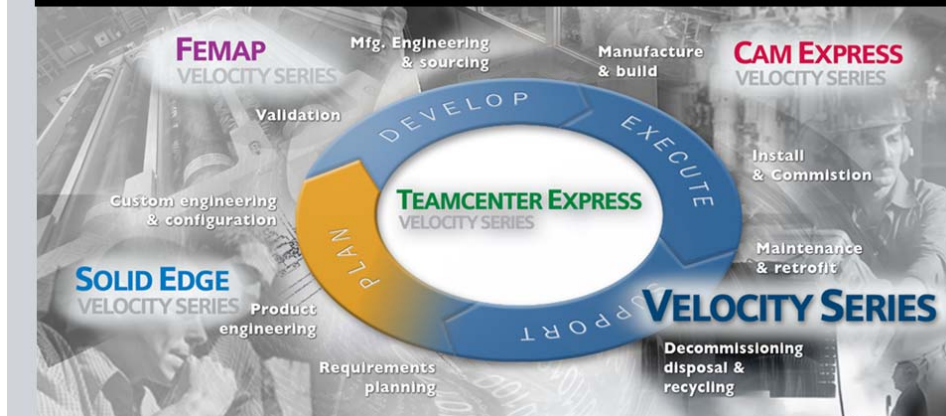 FEMAP
VELOCITY SERIES
Mfg. Engineering
& sourcing
Manufacture
& build
CAM EXPRESS
VELOCITY SERIES
Validation
DEVELOP
EXECUTE
Install
& Commistion
Custom engineering
& configuration
TEAMCENTER EXPRESS
VELOCITY SERIES
PLAN
Maintenance
& retrofit
SOLID EDGE
VELOCITY SERIES
Product
engineering
SUPPORT
VELOCITY SERIES
Requirements
planning
Decommissioning
disposal &
recycling